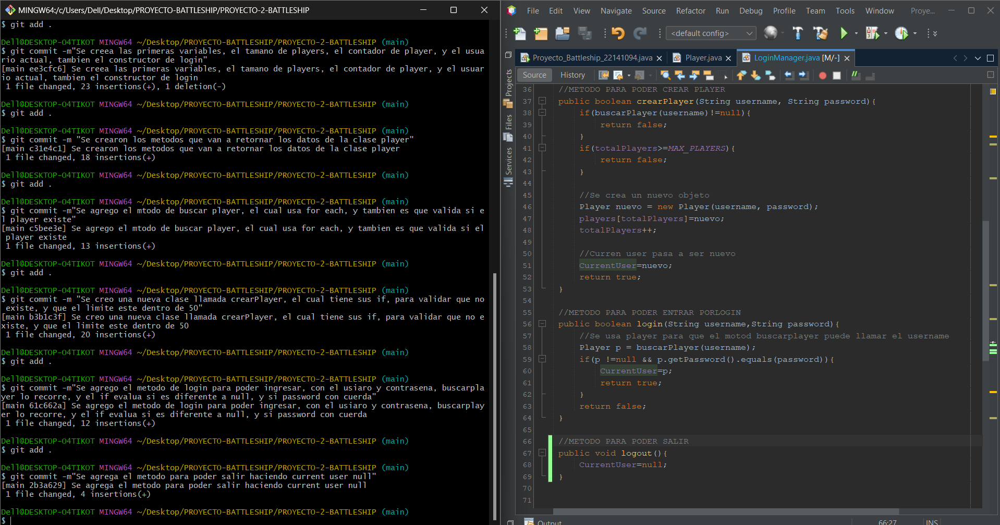 MINGW64:/c/Users/Dell/Desktop/PROYECTO-BATTLESHIP/PROYECTO-2-BATTLESHIP
$ git add .
Dell@DESKTOP-O4TIKOT MINGW64 ~/Desktop/PROYECTO-BATTLESHIP/PROYECTO-2-BATTLESHIP (main)
$ git commit -m"Se creea las primeras variables, el tamano de players, el contador de player, y el usua
rio actual, tambien el constructor de login"
[main ee3cfc6] Se creea las primeras variables, el tamano de players, el contador de player, y el usuar
io actual, tambien el constructor de login
1 file changed, 23 insertions(+), 1 deletion(-)
Dell@DESKTOP-O4TIKOT MINGW64 ~/Desktop/PROYECTO-BATTLESHIP/PROYECTO-2-BATTLESHIP (main)
$ git add .
Dell@DESKTOP-O4TIKOT MINGW64 ~/Desktop/PROYECTO-BATTLESHIP/PROYECTO-2-BATTLESHIP (main)
$ git commit -m "Se crearon los metodos que van a retornar los datos de la clase player"
[main c31e4c1] Se crearon los metodos que van a retornar los datos de la clase player
1 file changed, 18 insertions(+)
Dell@DESKTOP-O4TIKOT MINGW64 ~/Desktop/PROYECTO-BATTLESHIP/PROYECTO-2-BATTLESHIP (main)
$ git add .
Dell@DESKTOP-O4TIKOT MINGW64 ~/Desktop/PROYECTO-BATTLESHIP/PROYECTO-2-BATTLESHIP (main)
$ git commit -m"Se agrego el mtodo de buscar player, el cual usa for each, y tambien es que valida si e
l player existe"
[main c5bee3e] Se agrego el mtodo de buscar player, el cual usa for each, y tambien es que valida si el
player existe
1 file changed, 13 insertions(+)
Dell@DESKTOP-O4TIKOT MINGW64 ~/Desktop/PROYECTO-BATTLESHIP/PROYECTO-2-BATTLESHIP (main)
$ git add .
Dell@DESKTOP-O4TIKOT MINGW64 ~/Desktop/PROYECTO-BATTLESHIP/PROYECTO-2-BATTLESHIP (main)
$ git commit -m "Se creo una nueva clase llamada crearPlayer, el cual tiene sus if, para validar que no
existe, y que el limite este dentro de 50"
[main b3b1c3f] Se creo una nueva clase llamada crearPlayer, el cual tiene sus if, para validar que no e
xiste, y que el limite este dentro de 50
1 file changed, 20 insertions(+)
Dell@DESKTOP-O4TIKOT MINGW64 ~/Desktop/PROYECTO-BATTLESHIP/PROYECTO-2-BATTLESHIP (main)
$ git add .
Dell@DESKTOP-O4TIKOT MINGW64 ~/Desktop/PROYECTO-BATTLESHIP/PROYECTO-2-BATTLESHIP (main)
$ git commit -m"Se agrego el metodo de login para poder ingresar, con el usiaro y contrasena, buscarpla
yer lo recorre, y el if evalua si es diferente a null, y si password con cuerda"
[main 61c662a] Se agrego el metodo de login para poder ingresar, con el usiaro y contrasena, buscarplay
er lo recorre, y el if evalua si es diferente a null, y si password con cuerda
1 file changed, 12 insertions(+)
Dell@DESKTOP-O4TIKOT MINGW64 ~/Desktop/PROYECTO-BATTLESHIP/PROYECTO-2-BATTLESHIP (main)
$ git add .
Dell@DESKTOP-O4TIKOT MINGW64 ~/Desktop/PROYECTO-BATTLESHIP/PROYECTO-2-BATTLESHIP (main)
$ git commit -m"Se agrega el metodo para poder salir haciendo current user null"
[main 2b3a629] Se agrega el metodo para poder salir haciendo current user null
1 file changed, 4 insertions(+)
Dell@DESKTOP-O4TIKOT MINGW64 ~/Desktop/PROYECTO-BATTLESHIP/PROYECTO-2-BATTLESHIP (main)
$
File Edit View Navigate Source Refactor Run Debug Profile Team Tools Window Proye...
<default config>
Proyecto_Battleship_22141094.java Player.java LoginManager.java [M/-]
Source History
Projects
Files
Services
36 //METODO PARA PODER CREAR PLAYER
37 public boolean crearPlayer(String username, String password){
38 if(buscarPlayer(username)!=null){
39 return false;
40 }
41 if(totalPlayers>=MAX_PLAYERS){
42 return false;
43 }
44
45 //Se crea un nuevo objeto
46 Player nuevo = new Player(username, password);
47 players[totalPlayers]=nuevo;
48 totalPlayers++;
49
50 //Curren user pasa a ser nuevo
51 CurrentUser=nuevo;
52 return true;
53 }
54
55 //METODO PARA PODER ENTRAR PORLOGIN
56 public boolean login(String username,String password){
57 //Se usa player para que el motod buscarplayer puede llamar el username
58 Player p = buscarPlayer(username);
59 if(p !=null && p.getPassword().equals(password)){
60 CurrentUser=p;
61 return true;
62 }
63 return false;
64 }
65
66 //METODO PARA PODER SALIR
67 public void logout(){
68 CurrentUser=null;
69 }
70
71
Output
66:27 INS